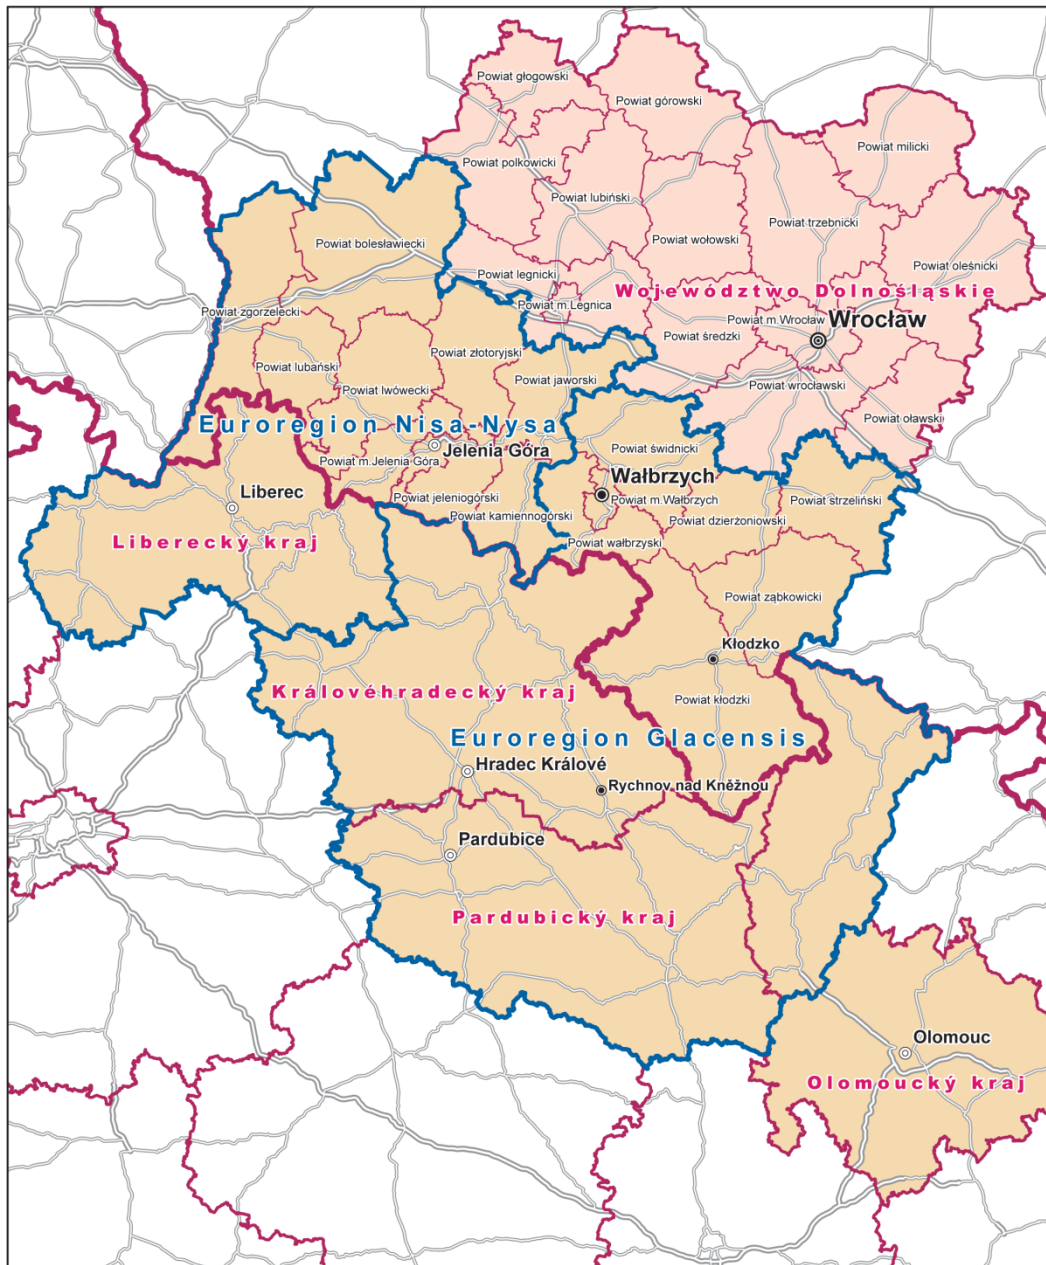 Powiat głogowski
Powiat górowski
Powiat milicki
Powiat polkowicki
Powiat lubiński
Powiat trzebnicki
Powiat wołowski
Powiat bolesławiecki
Powiat oleśnicki
Powiat legnicki
Województwo Dolnośląskie
Powiat m.Legnica
Powiat zgorzelecki
Powiat m.Wrocław
Wrocław
Powiat średzki
Powiat złotoryjski
Powiat lubański
Powiat jaworski
Powiat wrocławski
Powiat lwówecki
Powiat oławski
Euroregion Nisa-Nysa
Jelenia Góra
Powiat świdnicki
Powiat m.Jelenia Góra
Wałbrzych
Liberec
Powiat jeleniogórski
Powiat m.Wałbrzych
Powiat strzeliński
Powiat kamiennogórski
Powiat dzierżoniowski
Liberecký kraj
Powiat wałbrzyski
Powiat ząbkowicki
Kłodzko
Královéhradecký kraj
Powiat kłodzki
Euroregion Glacensis
Hradec Králové
Rychnov nad Kněžnou
Pardubice
Pardubický kraj
Olomouc
Olomoucký kraj